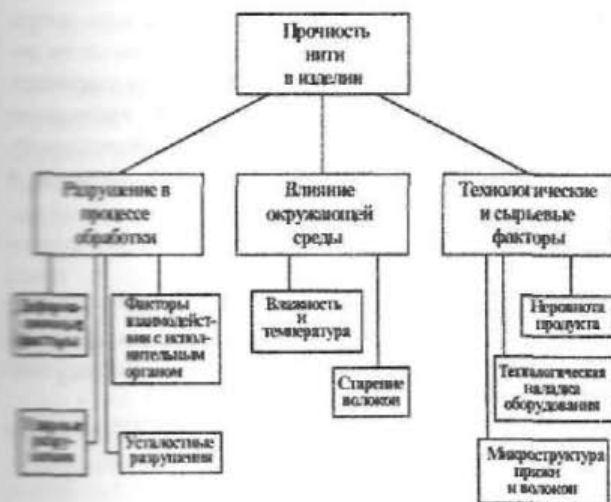 Прочность
нити
в изделии
Разрушение в
процессе
обработки
Влияние
окружающей
среды
Технологические
и сырьевые
факторы
факторы
Факторы
взаимодейст-
вия с испол-
нительным
органом
Влажность
и
температура
Неровнота
продукта
Старение
волокон
Технологическая
наладка
оборудования
Усталостные
разрушения
Микроструктура
пряжи
и волокон